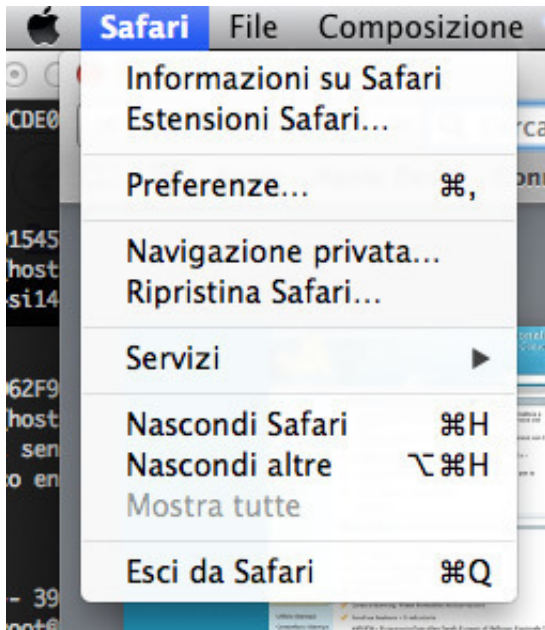 Safari File Composizione
Informazioni su Safari
Estensioni Safari...
Preferenze... ⌘,
Navigazione privata...
Ripristina Safari...
Servizi ▶
Nascondi Safari ⌘H
Nascondi altre ⌥⌘H
Mostra tutte
Esci da Safari ⌘Q